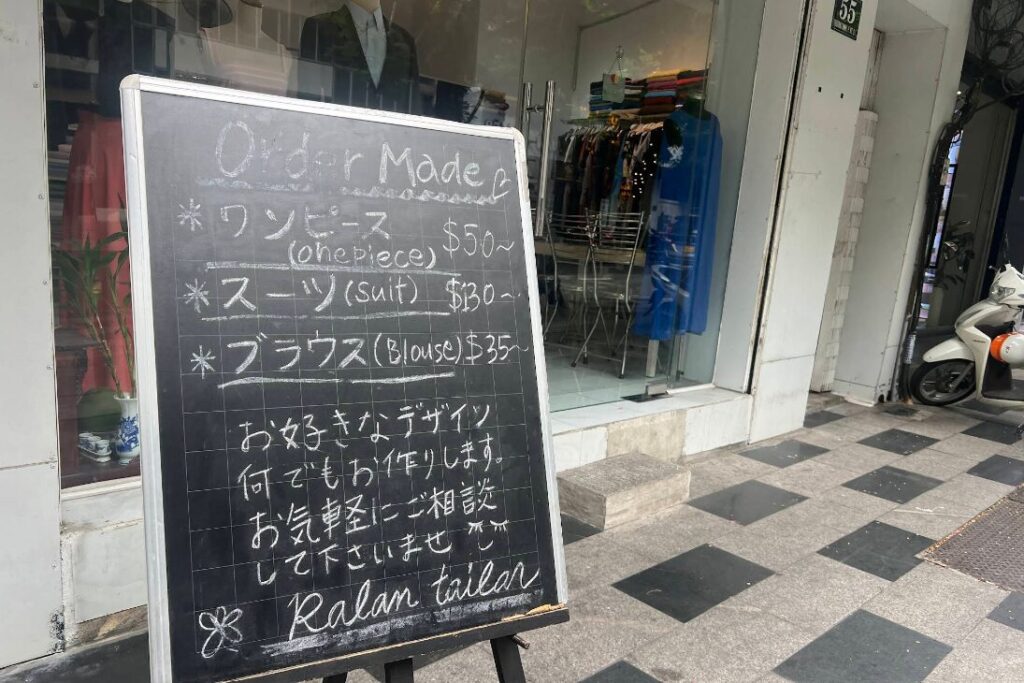 55
Order Made
* ワンピース
(onepiece) $50~
* スーツ (suit) $130~
* ブラウス (Blouse) $35~
お好きなデザイン
何でもお作りします。
お気軽にご相談
して下さいませ
Ralan tailar